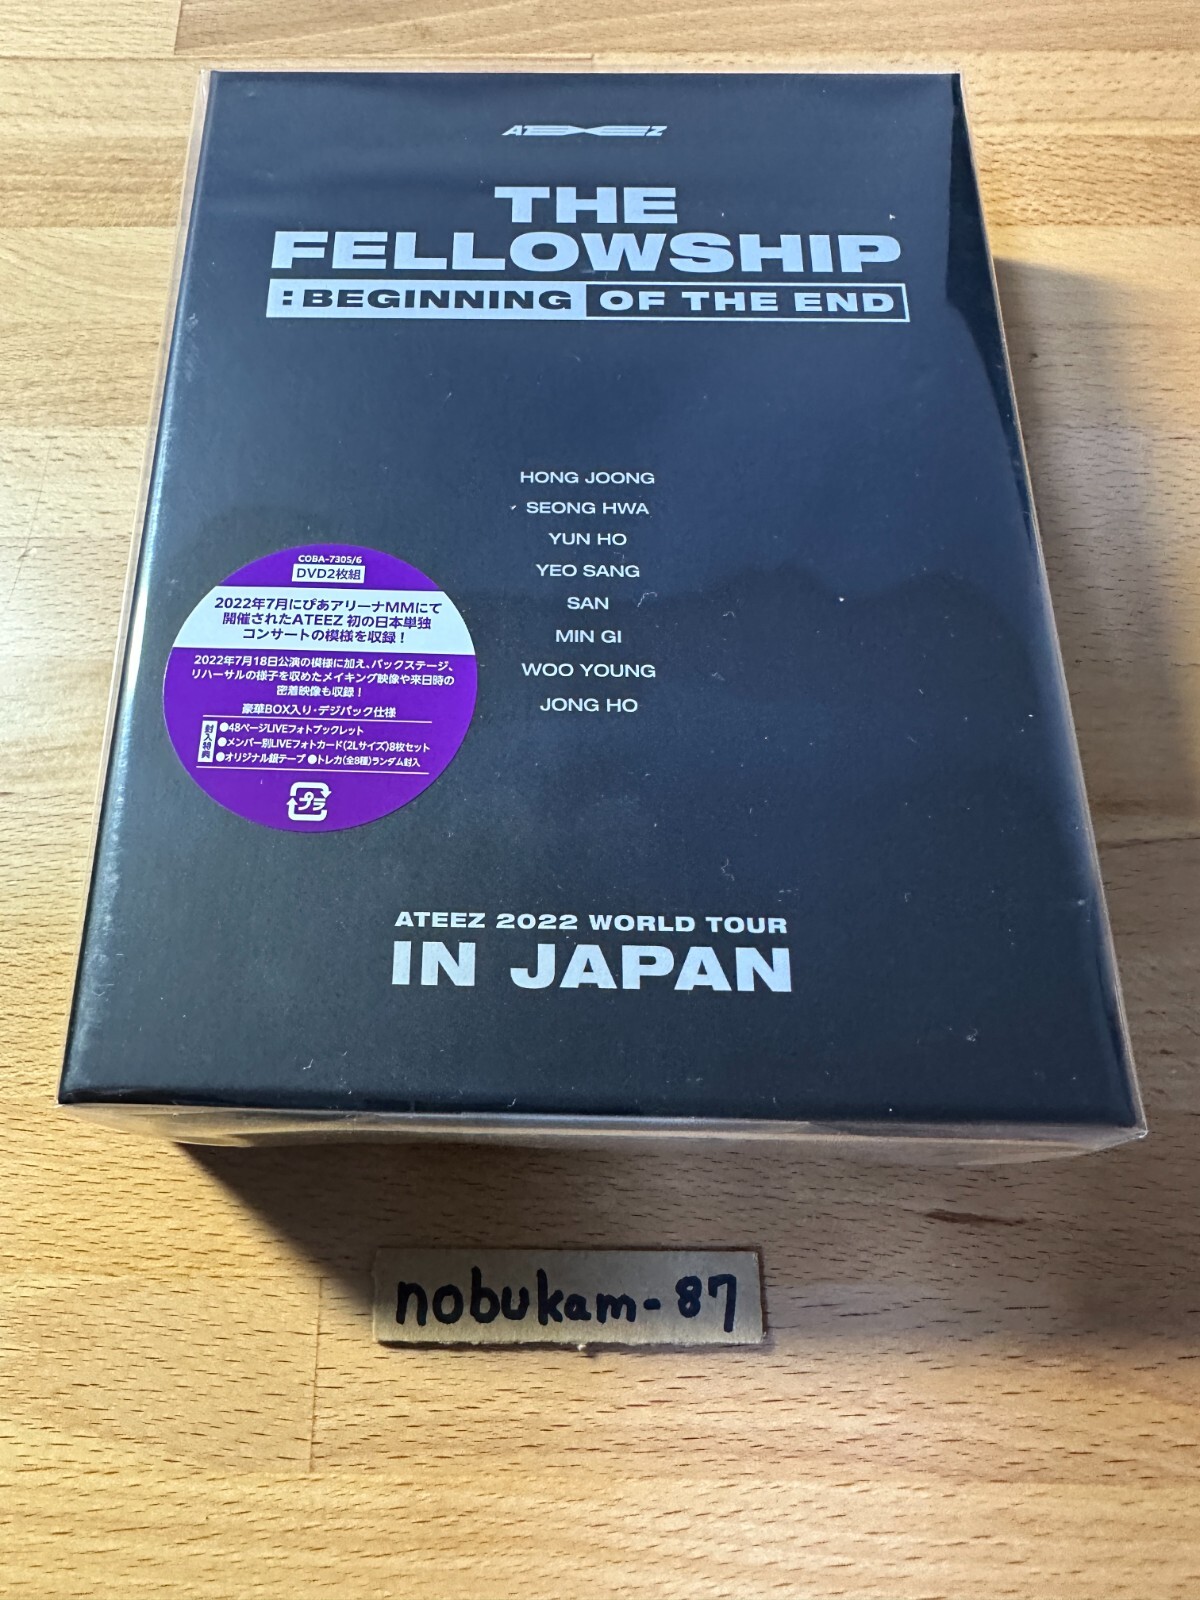 ATEEZ
THE
FELLOWSHIP
:BEGINNING OF THE END
HONG JOONG
SEONG HWA
YUN HO
YEO SANG
SAN
MIN GI
WOO YOUNG
JONG HO
COBA-7305/6
DVD2枚組
2022年7月にぴあアリーナMMにて
開催されたATEEZ 初の日本単独
コンサートの模様を収録！
2022年7月18日公演の模様に加え、バックステージ、
リハーサルの様子を収めたメイキング映像や来日時の
密着映像も収録！
豪華BOX入り・デジパック仕様
封入特典
●48ページLIVEフォトブックレット
●メンバー別LIVEフォトカード(2Lサイズ)8枚セット
●オリジナル銀テープ ●トレカ(全8種)ランダム封入
プラ
ATEEZ 2022 WORLD TOUR
IN JAPAN
nobukam-87